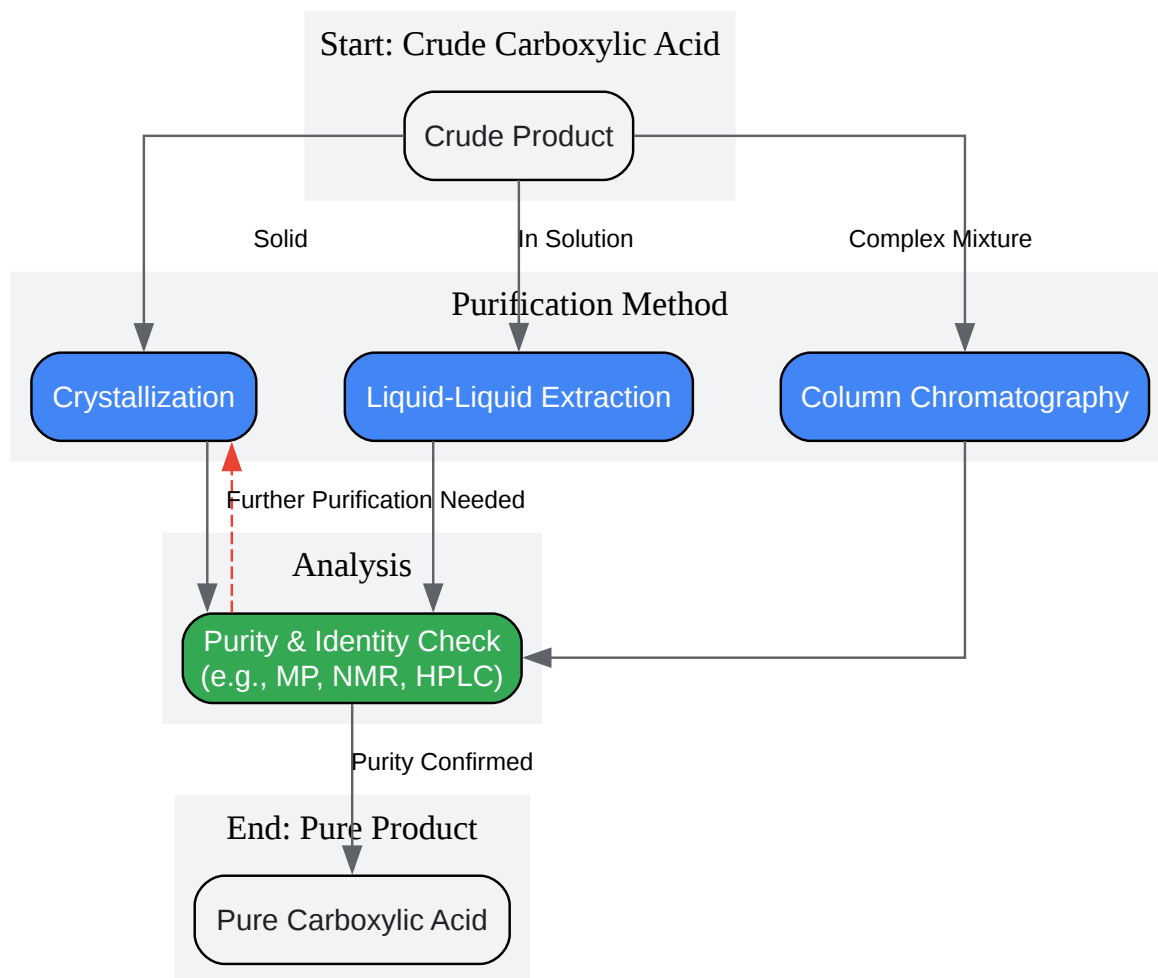 Start: Crude Carboxylic Acid
Crude Product
Solid
In Solution
Complex Mixture
Purification Method
Crystallization
Liquid-Liquid Extraction
Column Chromatography
Further Purification Needed
Analysis
Purity & Identity Check
(e.g., MP, NMR, HPLC)
Purity Confirmed
End: Pure Product
Pure Carboxylic Acid